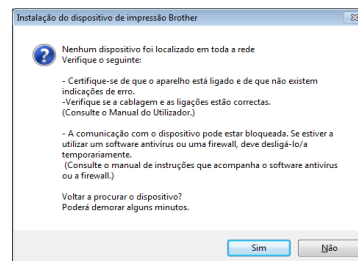 Instalação do dispositivo de impressão Brother
Nenhum dispositivo foi localizado em toda a rede
Verifique o seguinte:
- Certifique-se de que o aparelho está ligado e de que não existem
indicações de erro.
-Verifique se a cablagem e as ligações estão correctas.
(Consulte o Manual do Utilizador.)
- A comunicação com o dispositivo pode estar bloqueada. Se estiver a
utilizar um software antivírus ou uma firewall, deve desligá-lo/a
temporariamente.
(Consulte o manual de instruções que acompanha o software antivírus
ou a firewall.)
Voltar a procurar o dispositivo?
Poderá demorar alguns minutos.
Sim
Não